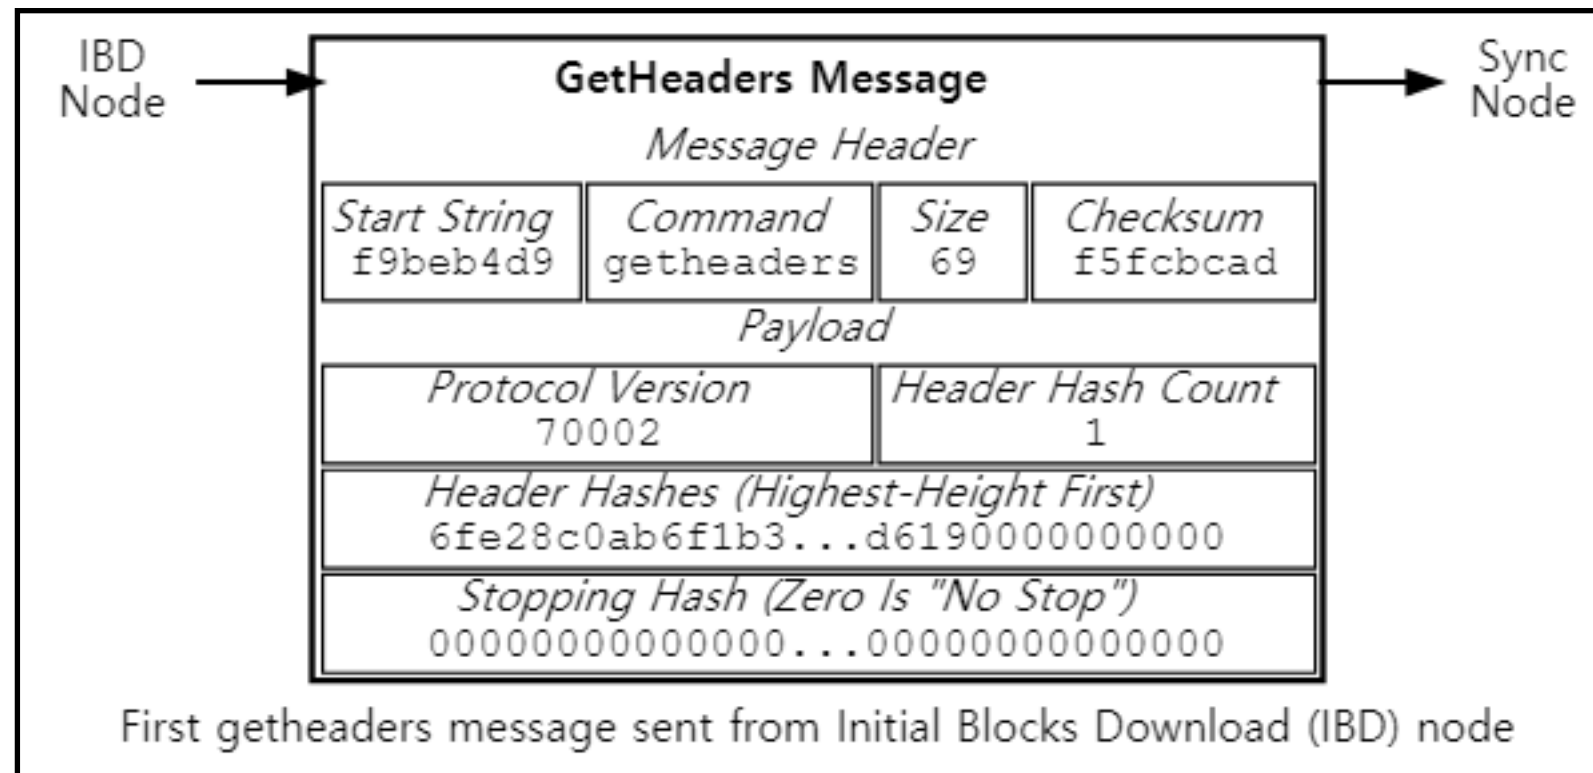 IBD
Node
Sync
Node
GetHeaders Message
Message Header
Start String
f9beb4d9
Command
getheaders
Size
69
Checksum
f5fcbcad
Payload
Protocol Version
70002
Header Hash Count
1
Header Hashes (Highest-Height First)
6fe28c0ab6f1b3...d6190000000000
Stopping Hash (Zero Is "No Stop")
00000000000000...00000000000000
First getheaders message sent from Initial Blocks Download (IBD) node